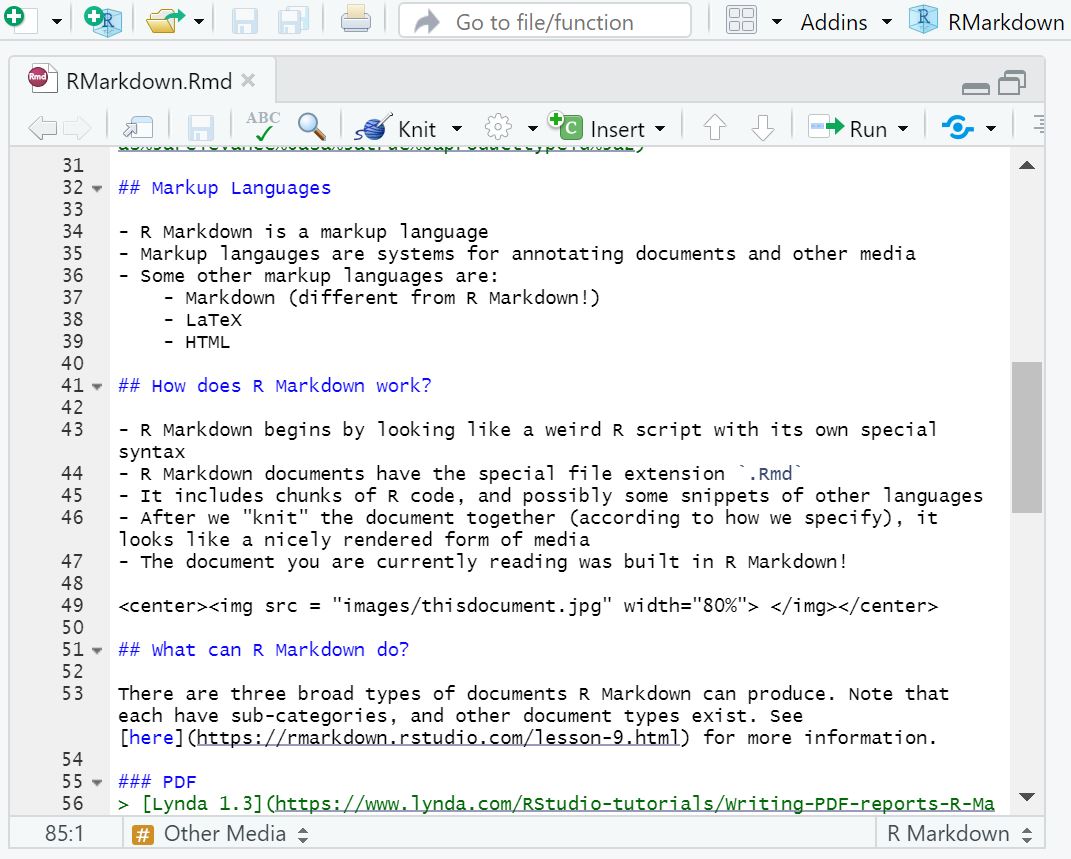 Go to file/function
Addins
RMarkdown
Rmd
RMarkdown.Rmd
ABC
Knit
C
Insert
Run
31
32 ## Markup Languages
33
34 - R Markdown is a markup language
35 - Markup langauges are systems for annotating documents and other media
36 - Some other markup languages are:
37 - Markdown (different from R Markdown!)
38 - LaTeX
39 - HTML
40
41 ## How does R Markdown work?
42
43 - R Markdown begins by looking like a weird R script with its own special
syntax
44 - R Markdown documents have the special file extension `.Rmd`
45 - It includes chunks of R code, and possibly some snippets of other languages
46 - After we "knit" the document together (according to how we specify), it
looks like a nicely rendered form of media
47 - The document you are currently reading was built in R Markdown!
48
49 <center><img src = "images/thisdocument.jpg" width="80%"> </img></center>
50
51 ## What can R Markdown do?
52
53 There are three broad types of documents R Markdown can produce. Note that
each have sub-categories, and other document types exist. See
[here](https://rmarkdown.rstudio.com/lesson-9.html) for more information.
54
55 ### PDF
56 > [Lynda 1.3](https://www.lynda.com/RStudio-tutorials/Writing-PDF-reports-R-Ma
85:1
# Other Media
R Markdown